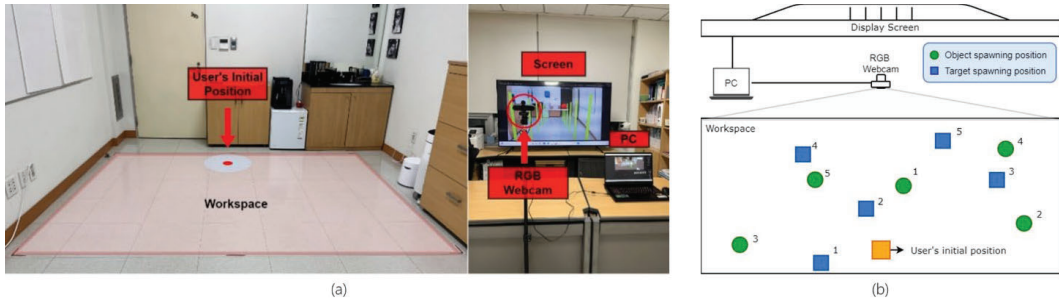 User's Initial
Position
Workspace
Screen
PC
RGB
Webcam
(a)
Display Screen
Object spawning position
Target spawning position
RGB
Webcam
PC
Workspace
5
4
4
1
3
5
2
2
3
1
User's initial position
(b)